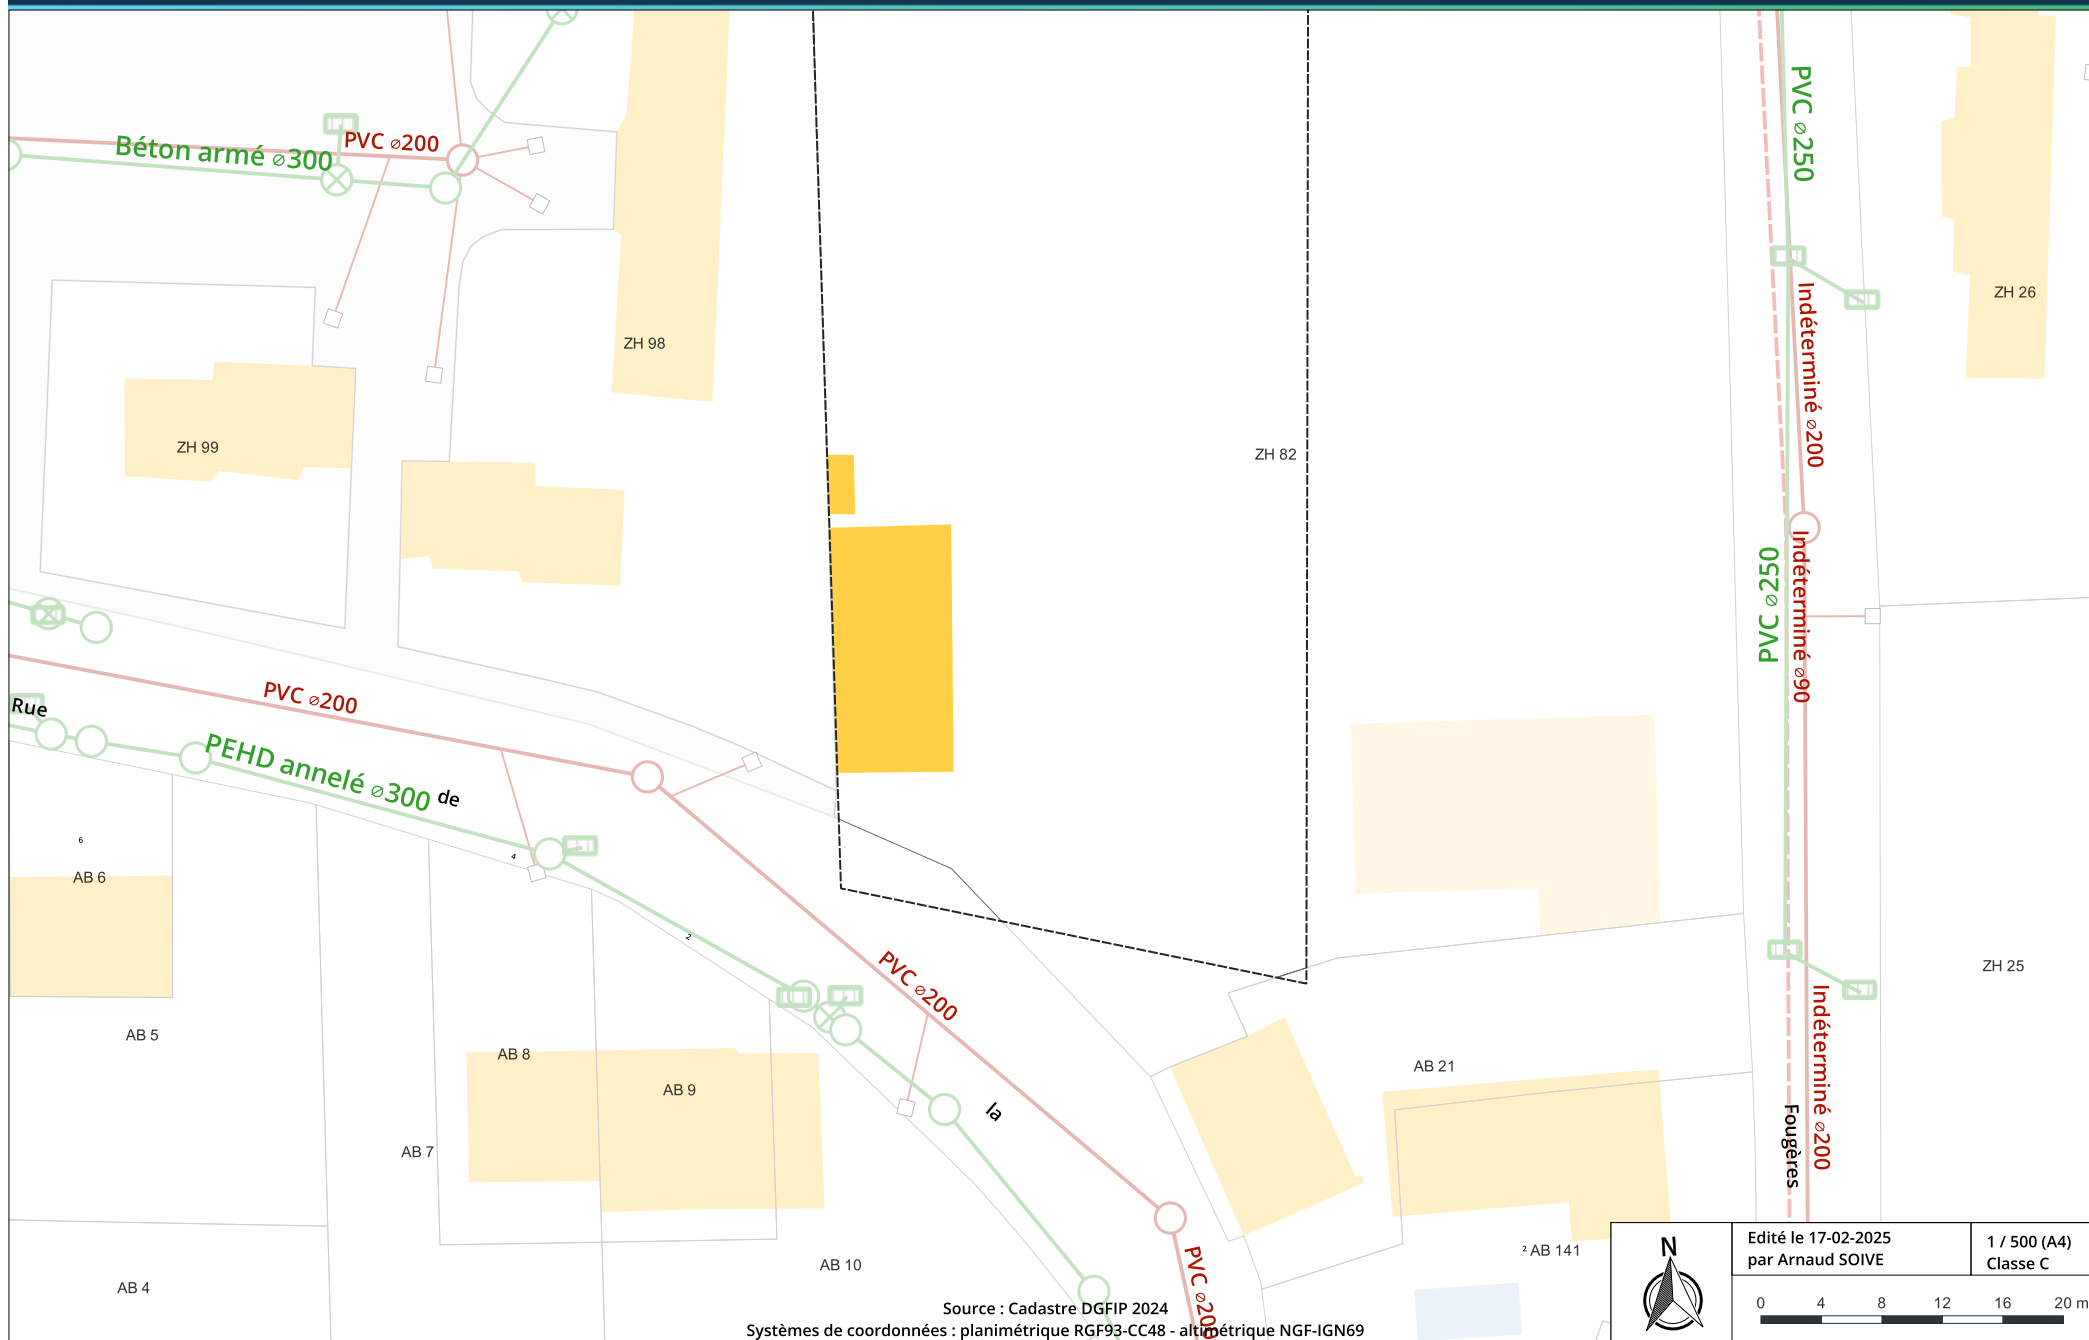 PVC ⌀250
PVC ⌀200
Béton armé ⌀300
ZH 26
Indéterminé ⌀200
ZH 98
ZH 99
ZH 82
Indéterminé ⌀90
PVC ⌀250
PVC ⌀200
Rue
PEHD annelé ⌀300
de
6
4
AB 6
2
PVC ⌀200
ZH 25
Indéterminé ⌀200
AB 5
AB 8
AB 9
la
AB 21
Fougères
AB 7
AB 10
PVC ⌀200
² AB 141
AB 4
N
Edité le 17-02-2025
par Arnaud SOIVE
1 / 500 (A4)
Classe C
0 4 8 12 16 20 m
Source : Cadastre DGFIP 2024
Systèmes de coordonnées : planimétrique RGF93-CC48 - altimétrique NGF-IGN69